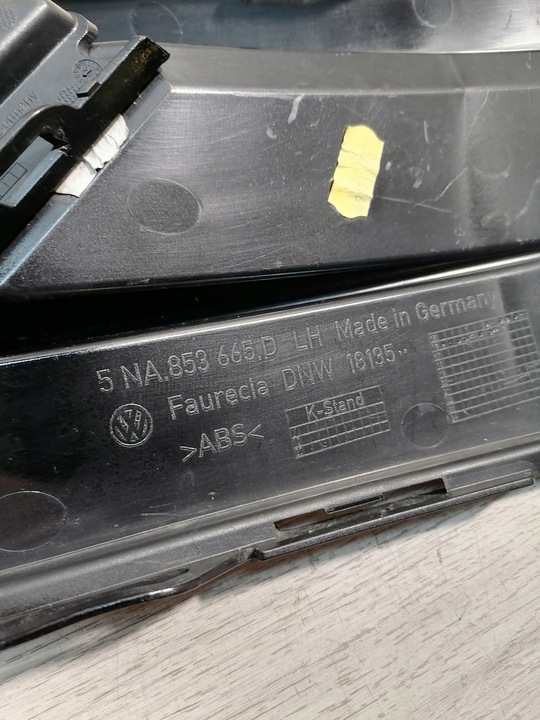 5 NA.853 665.D LH Made in Germany
Faurecia DNW 18135
>ABS<
K-Stand